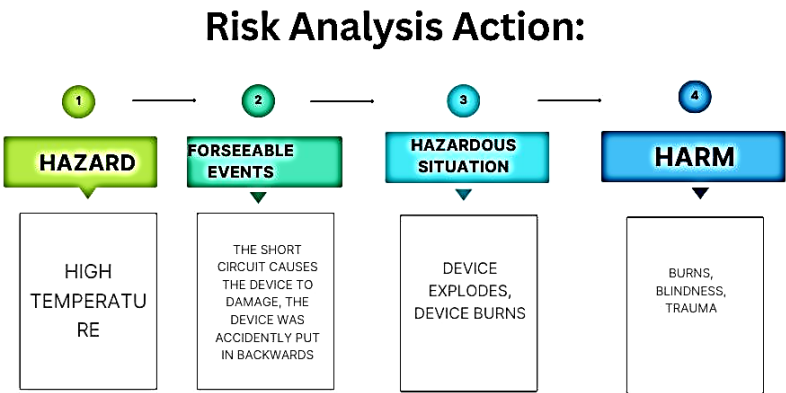 Risk Analysis Action:
1
2
3
4
HAZARD
FORSEEABLE
EVENTS
HAZARDOUS
SITUATION
HARM
HIGH
TEMPERATU
RE
THE SHORT
CIRCUIT CAUSES
THE DEVICE TO
DAMAGE, THE
DEVICE WAS
ACCIDENTLY PUT
IN BACKWARDS
DEVICE
EXPLODES,
DEVICE BURNS
BURNS,
BLINDNESS,
TRAUMA